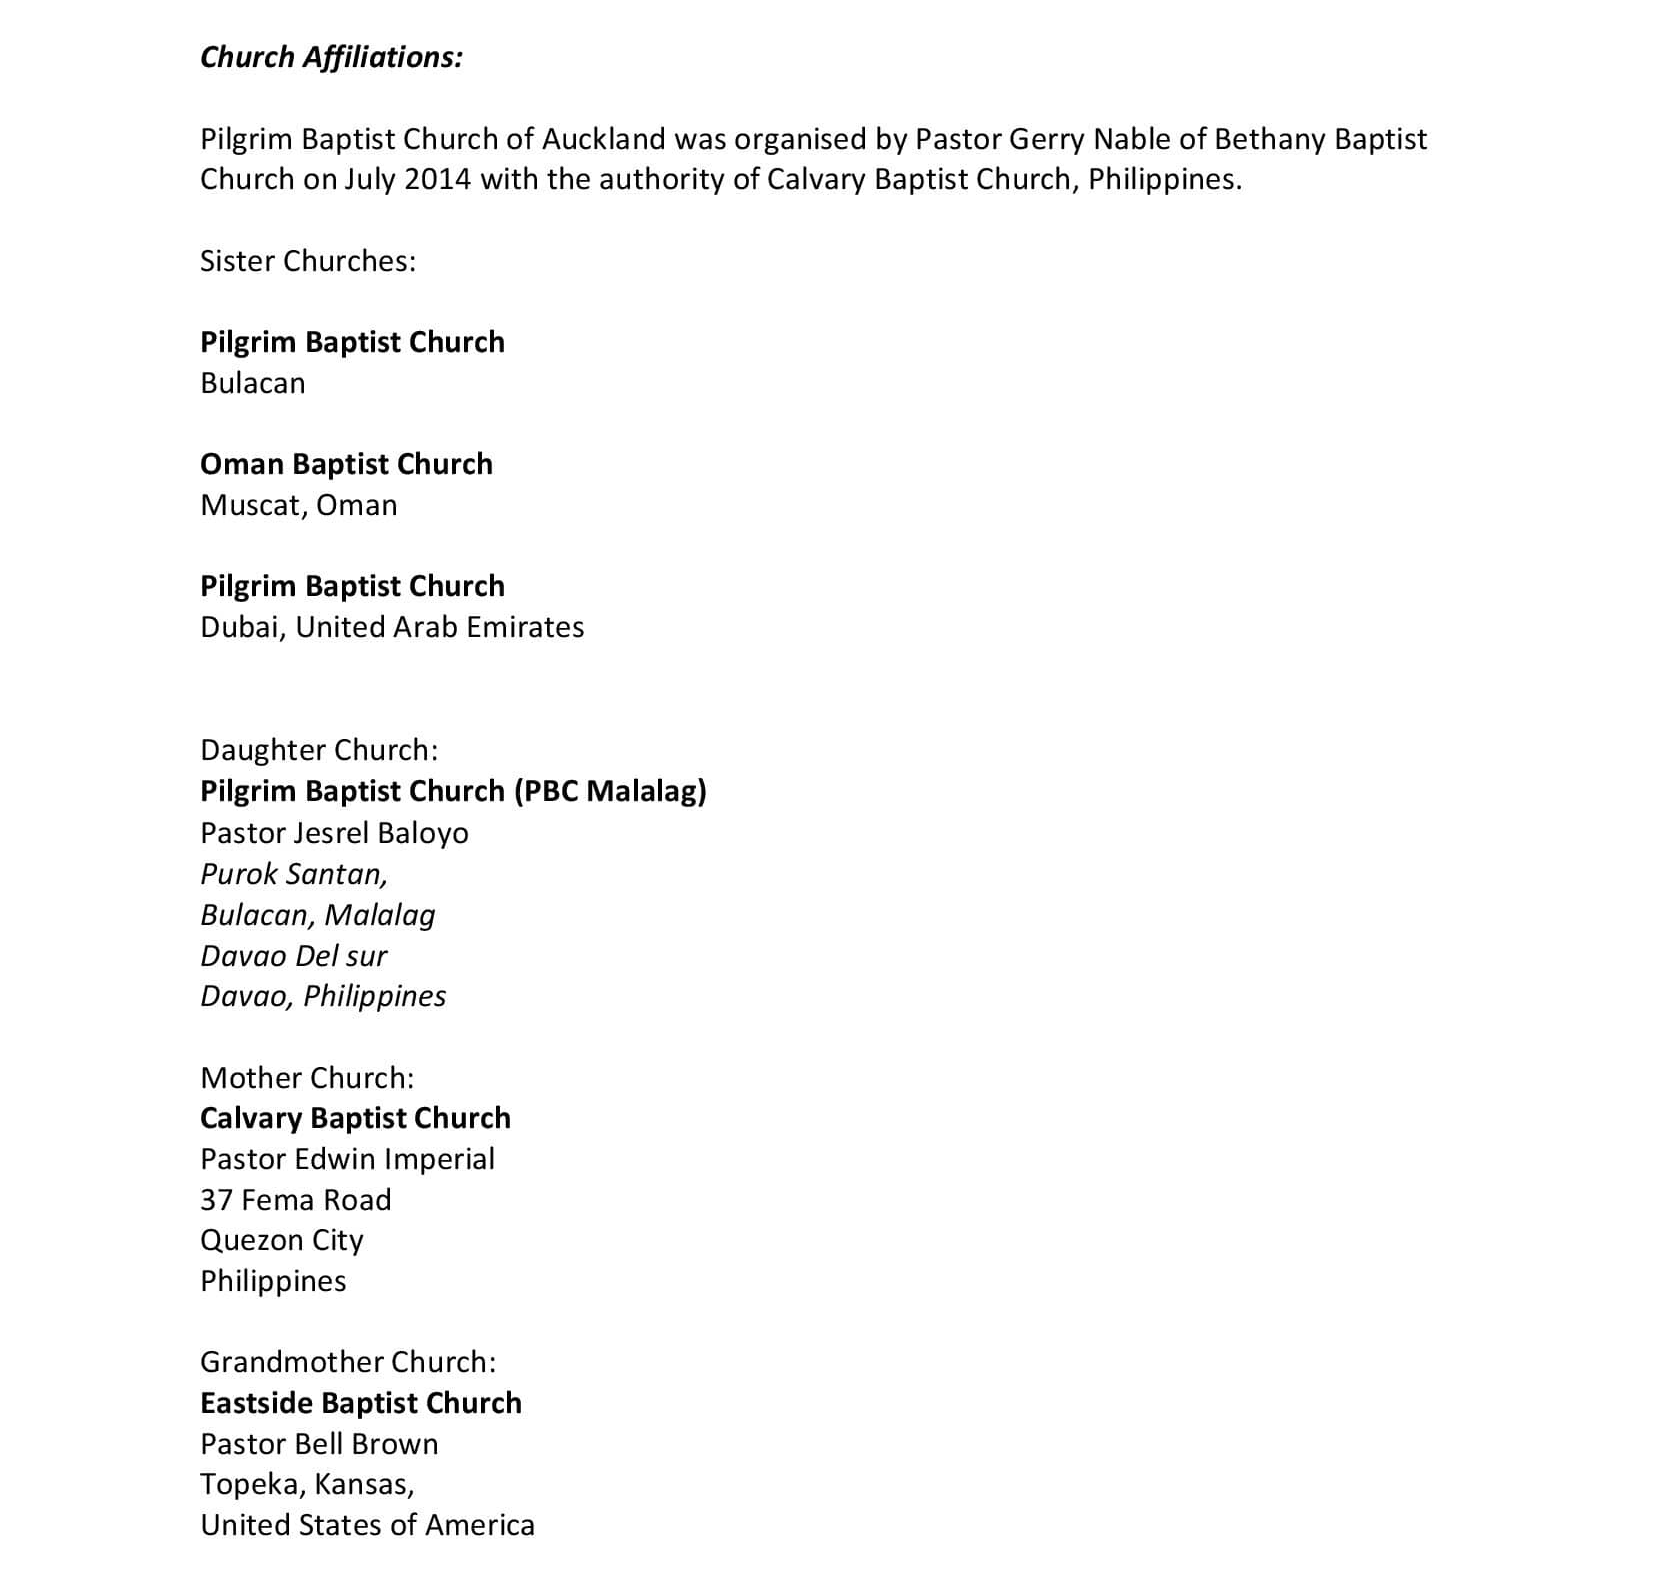 Church Affiliations:
Pilgrim Baptist Church of Auckland was organised by Pastor Gerry Nable of Bethany Baptist
Church on July 2014 with the authority of Calvary Baptist Church, Philippines.
Sister Churches:
Pilgrim Baptist Church
Bulacan
Oman Baptist Church
Muscat, Oman
Pilgrim Baptist Church
Dubai, United Arab Emirates
Daughter Church:
Pilgrim Baptist Church (PBC Malalag)
Pastor Jesrel Baloyo
Purok Santan,
Bulacan, Malalag
Davao Del sur
Davao, Philippines
Mother Church:
Calvary Baptist Church
Pastor Edwin Imperial
37 Fema Road
Quezon City
Philippines
Grandmother Church:
Eastside Baptist Church
Pastor Bell Brown
Topeka, Kansas,
United States of America